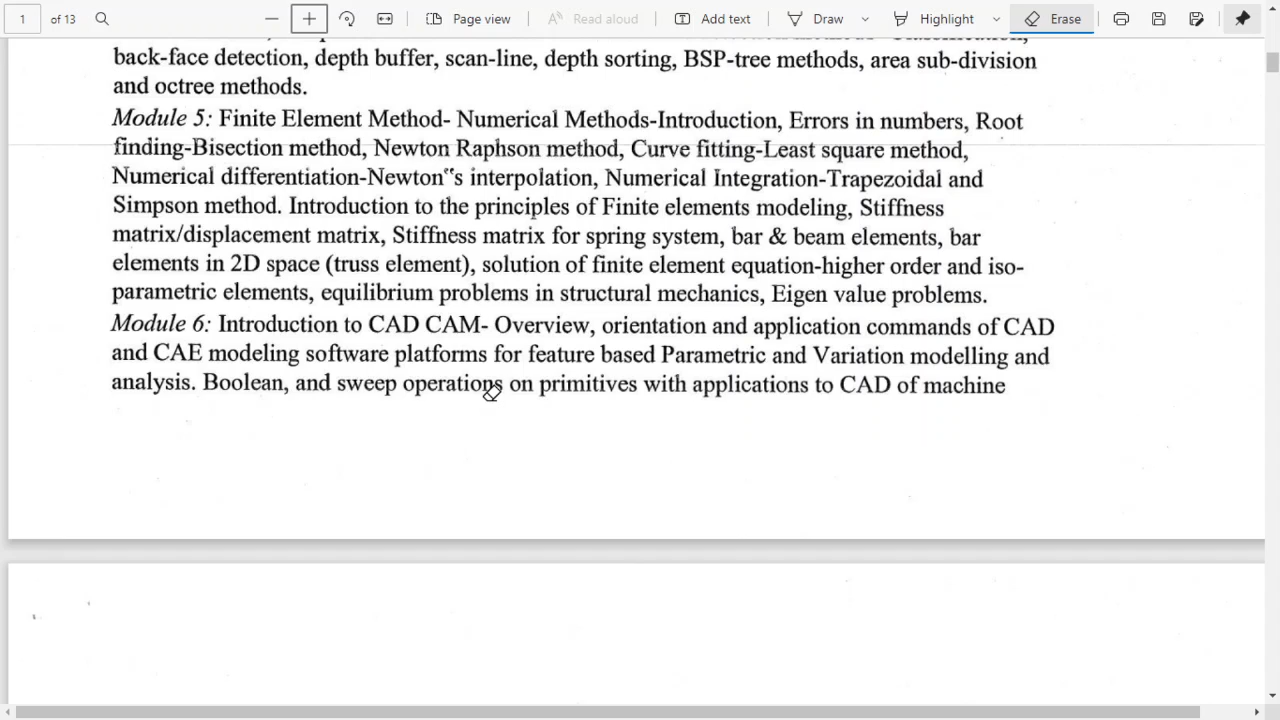 1 of 13 Page view Read aloud Add text Draw Highlight Erase
back-face detection, depth buffer, scan-line, depth sorting, BSP-tree methods, area sub-division
and octree methods.
Module 5: Finite Element Method- Numerical Methods-Introduction, Errors in numbers, Root
finding-Bisection method, Newton Raphson method, Curve fitting-Least square method,
Numerical differentiation-Newton‟s interpolation, Numerical Integration-Trapezoidal and
Simpson method. Introduction to the principles of Finite elements modeling, Stiffness
matrix/displacement matrix, Stiffness matrix for spring system, bar & beam elements, bar
elements in 2D space (truss element), solution of finite element equation-higher order and iso-
parametric elements, equilibrium problems in structural mechanics, Eigen value problems.
Module 6: Introduction to CAD CAM- Overview, orientation and application commands of CAD
and CAE modeling software platforms for feature based Parametric and Variation modelling and
analysis. Boolean, and sweep operations on primitives with applications to CAD of machine